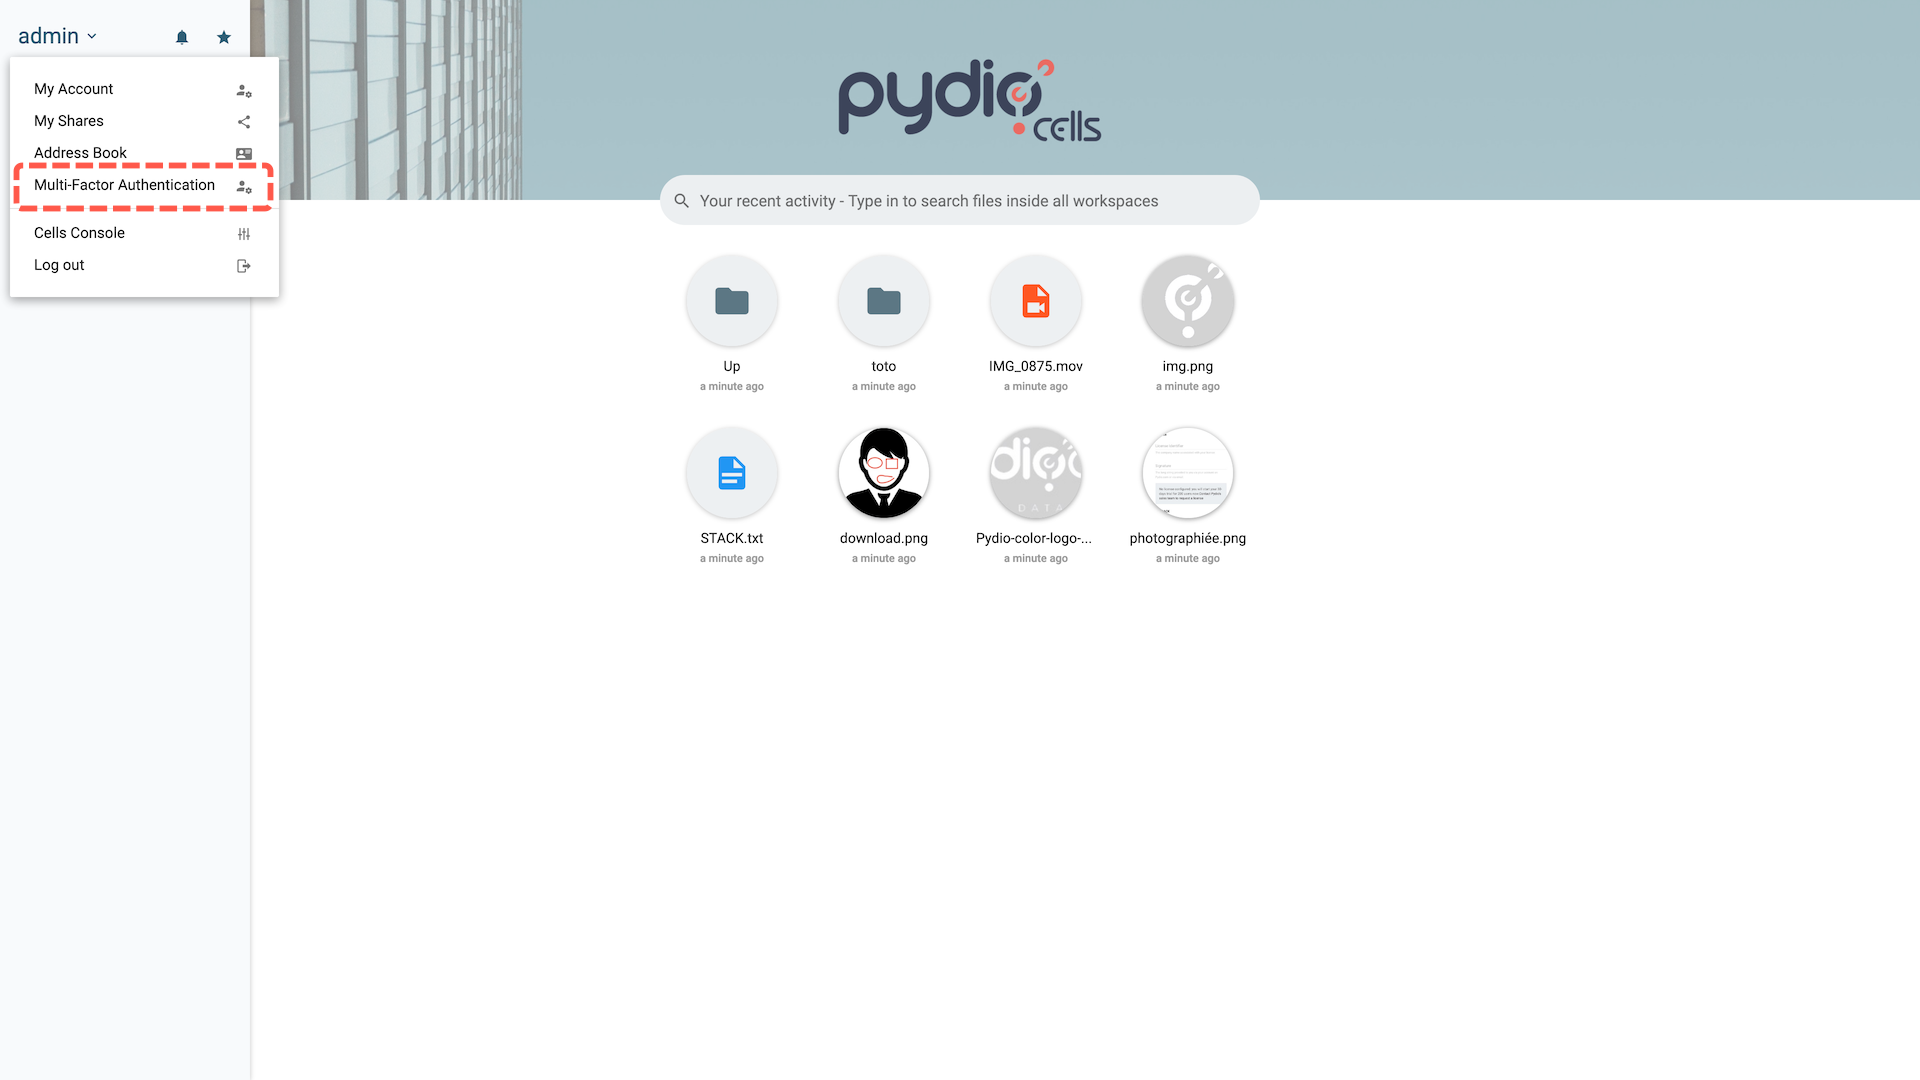 admin
My Account
My Shares
Address Book
Multi-Factor Authentication
Cells Console
Log out
pydio
cells
Your recent activity - Type in to search files inside all workspaces
Up
a minute ago
toto
a minute ago
IMG_0875.mov
a minute ago
img.png
a minute ago
DATA
STACK.txt
a minute ago
download.png
a minute ago
Pydio-color-logo-...
a minute ago
photographiée.png
a minute ago